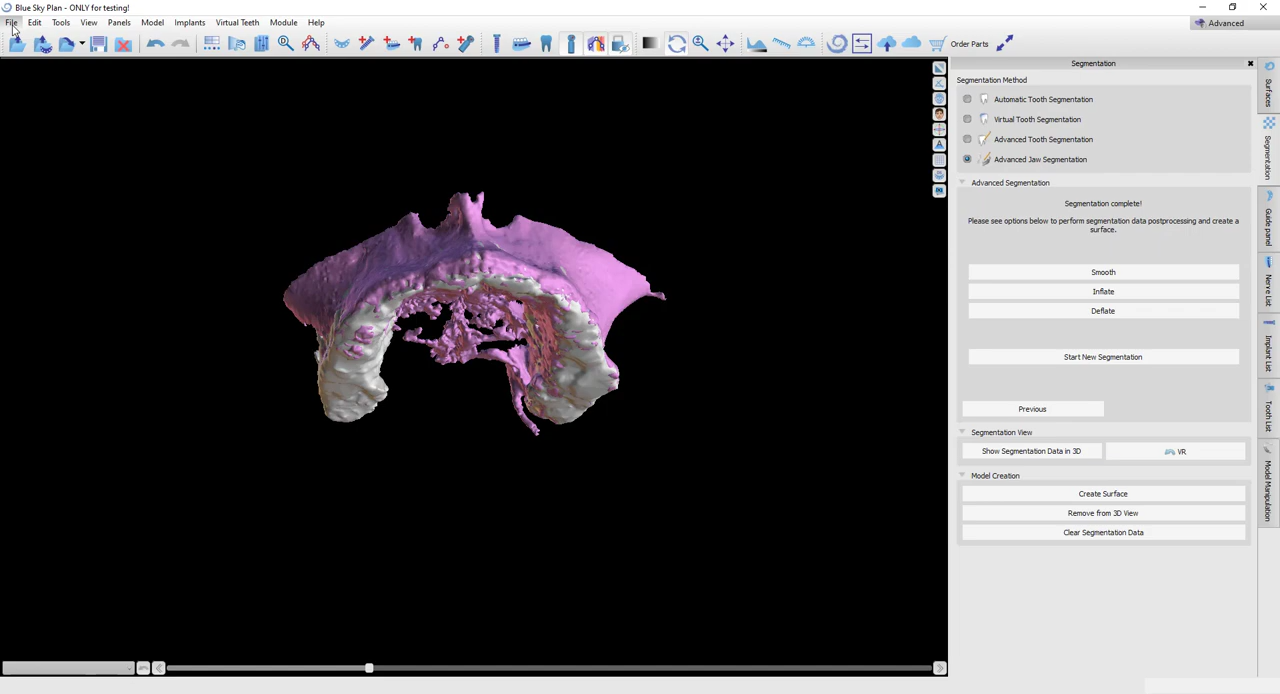 Blue Sky Plan - ONLY for testing!
File Edit Tools View Panels Model Implants Virtual Teeth Module Help
Advanced
Order Parts
Segmentation
Segmentation Method
Automatic Tooth Segmentation
Virtual Tooth Segmentation
Advanced Tooth Segmentation
Advanced Jaw Segmentation
Advanced Segmentation
Segmentation complete!
Please see options below to perform segmentation data postprocessing and create a
surface.
Smooth
Inflate
Deflate
Start New Segmentation
Previous
Segmentation View
Show Segmentation Data in 3D
VR
Model Creation
Create Surface
Remove from 3D View
Clear Segmentation Data
Surfaces
Segmentation
Guide panel
Nerve List
Implant List
Tooth List
Model Manipulation